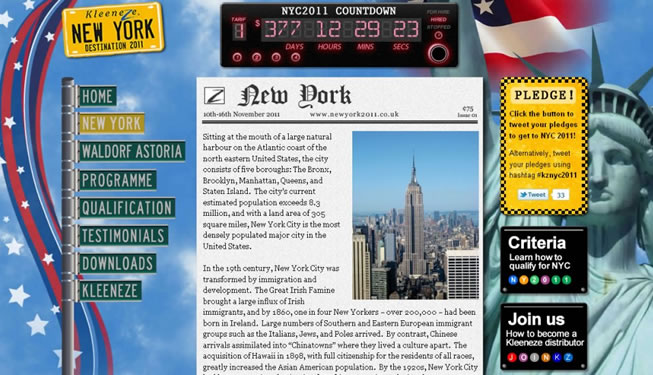 Kleeneze
NEW YORK
DESTINATION 2011
NYC2011 COUNTDOWN
TARIF
1
$
377 12 29 23
DAYS HOURS MINS SECS
1 2 3 4
FOR HIRE
HIRED
STOPPED
HOME
NEW YORK
WALDORF ASTORIA
PROGRAMME
QUALIFICATION
TESTIMONIALS
DOWNLOADS
KLEENEZE
New York
10th-16th November 2011 www.newyork2011.co.uk
¢75
Issue 01
Sitting at the mouth of a large natural
harbour on the Atlantic coast of the
north eastern United States, the city
consists of five boroughs: The Bronx,
Brooklyn, Manhattan, Queens, and
Staten Island. The city's current
estimated population exceeds 8.3
million, and with a land area of 305
square miles, New York City is the most
densely populated major city in the
United States.
In the 19th century, New York City was
transformed by immigration and
development. The Great Irish Famine
brought a large influx of Irish
immigrants, and by 1860, one in four New Yorkers – over 200,000 – had been
born in Ireland. Large numbers of Southern and Eastern European immigrant
groups such as the Italians, Jews, and Poles arrived. By contrast, Chinese
arrivals assimilated into "Chinatowns" where they lived a culture apart. The
acquisition of Hawaii in 1898, with full citizenship for the residents of all races,
greatly increased the Asian American population. By the 1920s, New York City
PLEDGE!
Click the button to
tweet your pledges
to get to NYC 2011!
Alternatively, tweet
your pledges using
hashtag #kznyc2011
Tweet 33
Criteria
Learn how to
qualify for NYC
N Y 2 0 1 1
Join us
How to become a
Kleeneze distributor
J O I N K Z